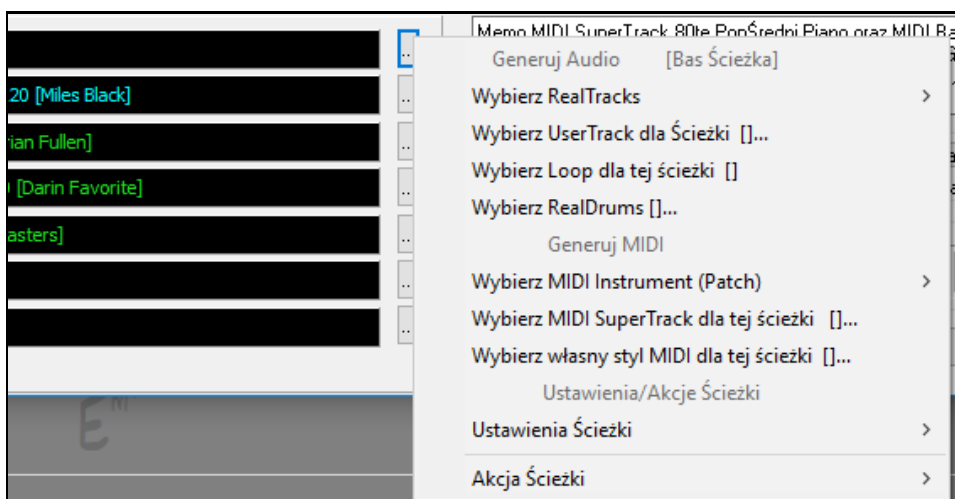 Memo MIDI SuperTrack 80te PopŚredni Piano oraz MIDI Ba
..
Generuj Audio [Bas Ścieżka]
Wybierz RealTracks >
.20 [Miles Black] ..
Wybierz UserTrack dla Ścieżki []...
ian Fullen] ..
Wybierz Loop dla tej ścieżki []
[Darin Favorite] ..
Wybierz RealDrums []...
asters] ..
Generuj MIDI
Wybierz MIDI Instrument (Patch) >
..
Wybierz MIDI SuperTrack dla tej ścieżki []...
..
Wybierz własny styl MIDI dla tej ścieżki []...
Ustawienia/Akcje Ścieżki
Em
Ustawienia Ścieżki >
Akcja Ścieżki >